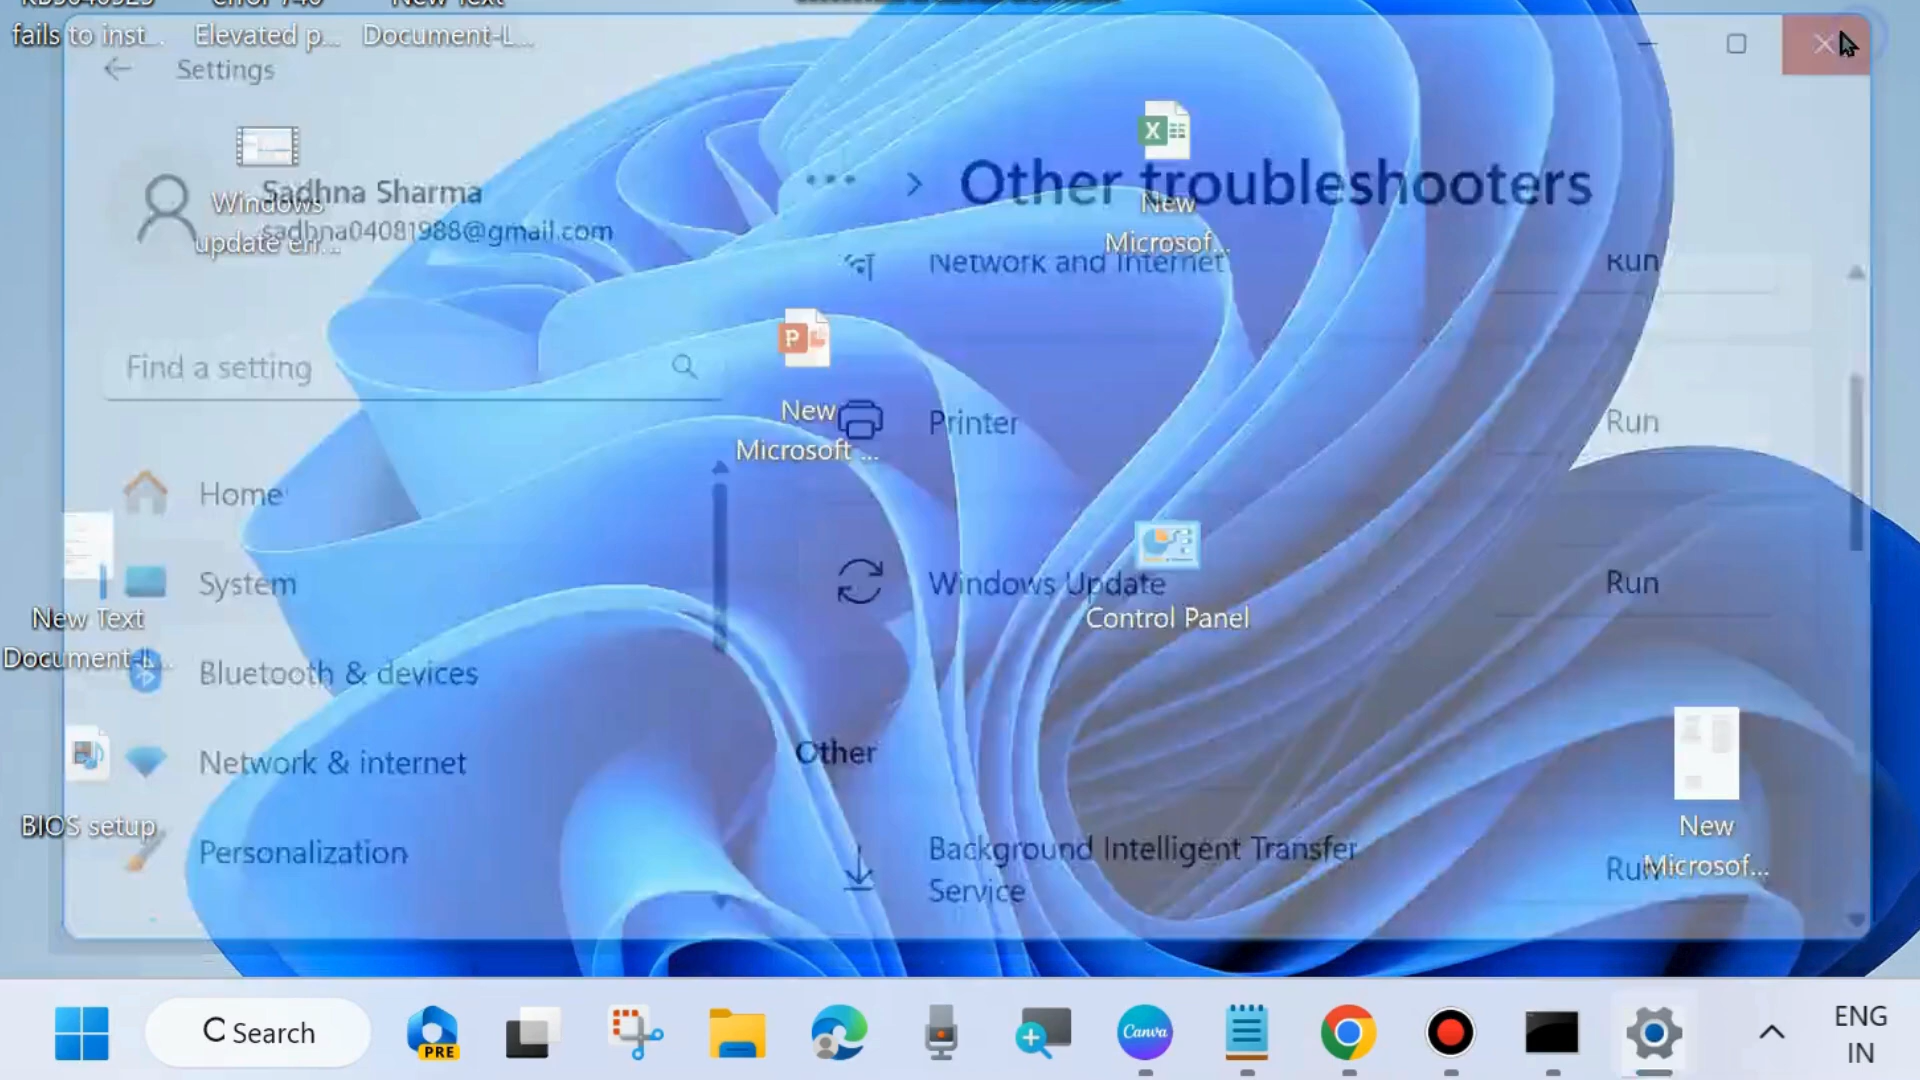 fails to inst...
Elevated p...
Document-L...
Settings
Sadhna Sharma
sadhna04081988@gmail.com
Windows
update err...
Other troubleshooters
New
Microsof...
Network and Internet
Run
Find a setting
New
Microsoft ...
Printer
Run
Home
System
Windows Update
Run
Control Panel
New Text
Document-L...
Bluetooth & devices
Network & internet
Other
BIOS setup
Personalization
Background Intelligent Transfer
Service
Run
New
Microsof...
Search
PRE
Canva
ENG
IN